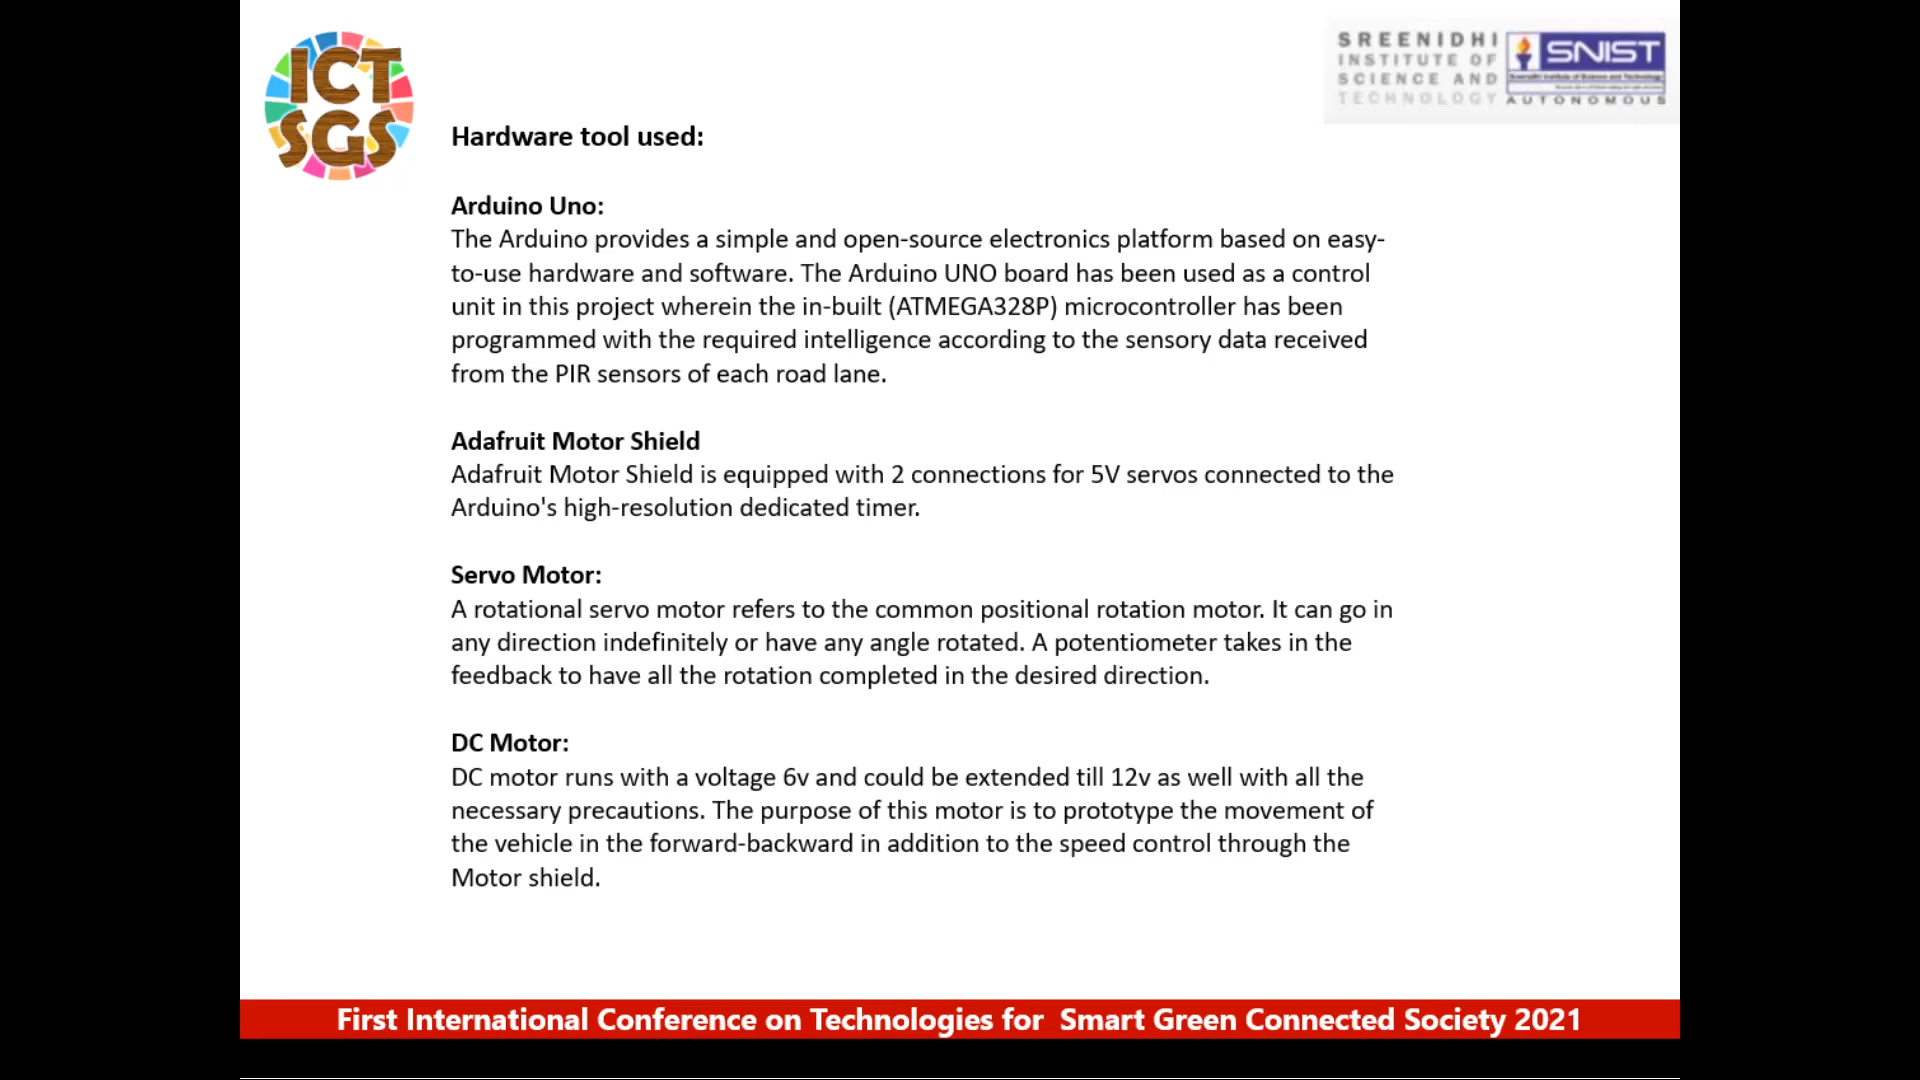 ICT
SGS
SREENIDHI
INSTITUTE OF
SCIENCE AND
TECHNOLOGY
SNIST
AUTONOMOUS
Hardware tool used:
Arduino Uno:
The Arduino provides a simple and open-source electronics platform based on easy-
to-use hardware and software. The Arduino UNO board has been used as a control
unit in this project wherein the in-built (ATMEGA328P) microcontroller has been
programmed with the required intelligence according to the sensory data received
from the PIR sensors of each road lane.
Adafruit Motor Shield
Adafruit Motor Shield is equipped with 2 connections for 5V servos connected to the
Arduino's high-resolution dedicated timer.
Servo Motor:
A rotational servo motor refers to the common positional rotation motor. It can go in
any direction indefinitely or have any angle rotated. A potentiometer takes in the
feedback to have all the rotation completed in the desired direction.
DC Motor:
DC motor runs with a voltage 6v and could be extended till 12v as well with all the
necessary precautions. The purpose of this motor is to prototype the movement of
the vehicle in the forward-backward in addition to the speed control through the
Motor shield.
First International Conference on Technologies for Smart Green Connected Society 2021